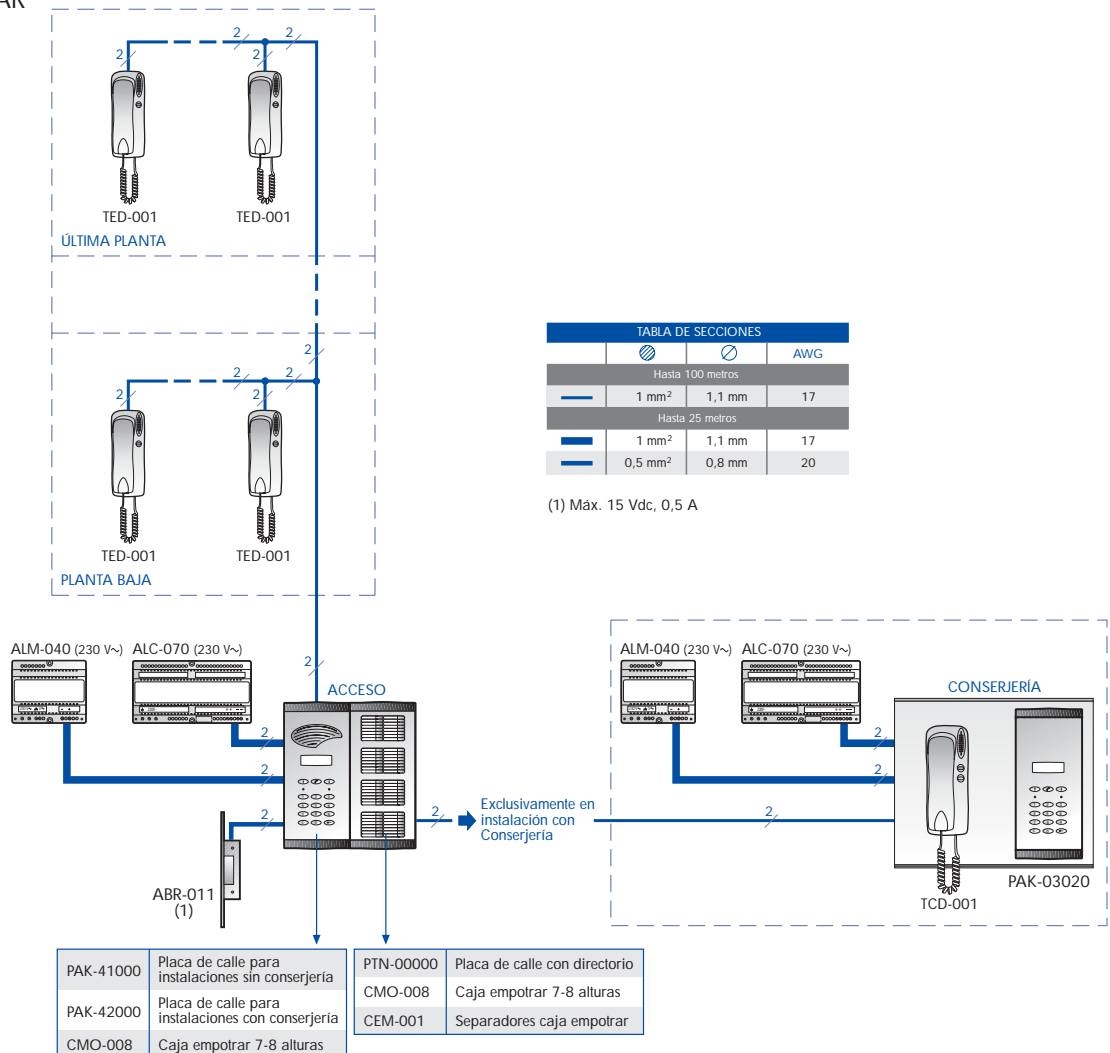 AR
2 2 2
2 2
TED-001 TED-001
ÚLTIMA PLANTA
2
2 2 2
2 2
TED-001 TED-001
PLANTA BAJA
TABLA DE SECCIONES
AWG
Hasta 100 metros
1 mm² 1,1 mm 17
Hasta 25 metros
1 mm² 1,1 mm 17
0,5 mm² 0,8 mm 20
(1) Máx. 15 Vdc, 0,5 A
ALM-040 (230 V~) ALC-070 (230 V~)
2
ACCESO
2
2
2
2
Exclusivamente en
instalación con
Conserjería
ABR-011
(1)
ALM-040 (230 V~) ALC-070 (230 V~)
CONSERJERÍA
2
2
2
PAK-03020
TCD-001
PAK-41000 Placa de calle para
instalaciones sin conserjería
PAK-42000 Placa de calle para
instalaciones con conserjería
CMO-008 Caja empotrar 7-8 alturas
PTN-00000 Placa de calle con directorio
CMO-008 Caja empotrar 7-8 alturas
CEM-001 Separadores caja empotrar